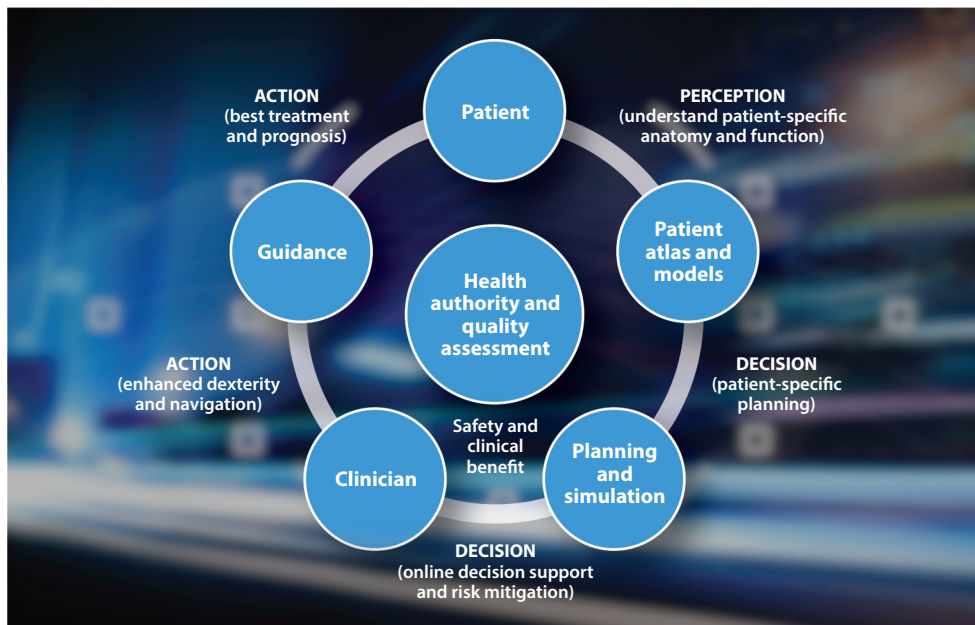 Patient
PERCEPTION
(understand patient-specific
anatomy and function)
Patient
atlas and
models
DECISION
(patient-specific
planning)
Planning
and
simulation
DECISION
(online decision support
and risk mitigation)
Clinician
ACTION
(enhanced dexterity
and navigation)
Guidance
ACTION
(best treatment
and prognosis)
Health
authority and
quality
assessment
Safety and
clinical
benefit